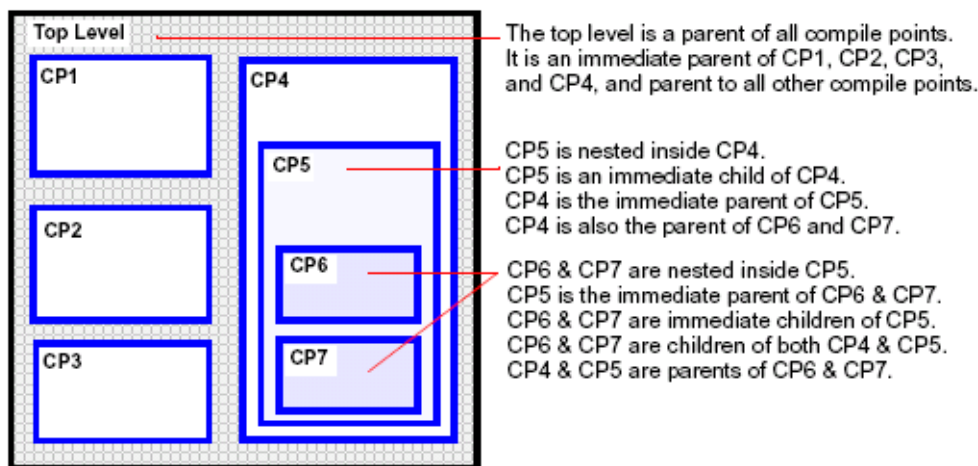 Top Level
CP1
CP2
CP3
CP4
CP5
CP6
CP7
The top level is a parent of all compile points.
It is an immediate parent of CP1, CP2, CP3,
and CP4, and parent to all other compile points.
CP5 is nested inside CP4.
CP5 is an immediate child of CP4.
CP4 is the immediate parent of CP5.
CP4 is also the parent of CP6 and CP7.
CP6 & CP7 are nested inside CP5.
CP5 is the immediate parent of CP6 & CP7.
CP6 & CP7 are immediate children of CP5.
CP6 & CP7 are children of both CP4 & CP5.
CP4 & CP5 are parents of CP6 & CP7.